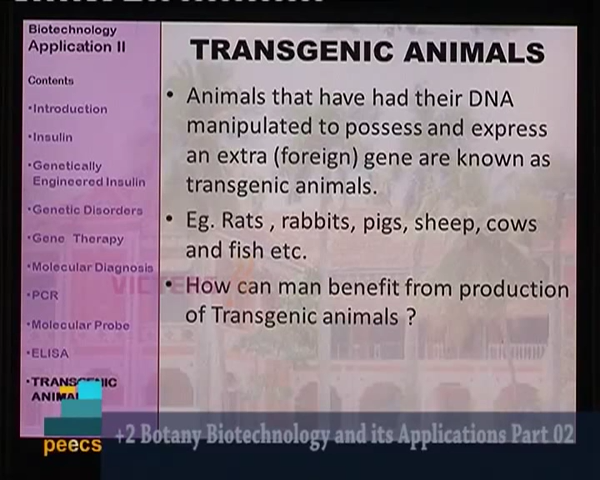 Biotechnology
Application II
Contents
•Introduction
•Insulin
•Genetically
Engineered Insulin
•Genetic Disorders
•Gene Therapy
•Molecular Diagnosis
•PCR
•Molecular Probe
•ELISA
•TRANSGENIC
TRANSGENIC ANIMALS
• Animals that have had their DNA
manipulated to possess and express
an extra (foreign) gene are known as
transgenic animals.
• Eg. Rats , rabbits, pigs, sheep, cows
and fish etc.
• How can man benefit from production
of Transgenic animals ?
peecs
+2 Botany Biotechnology and its Applications Part 02